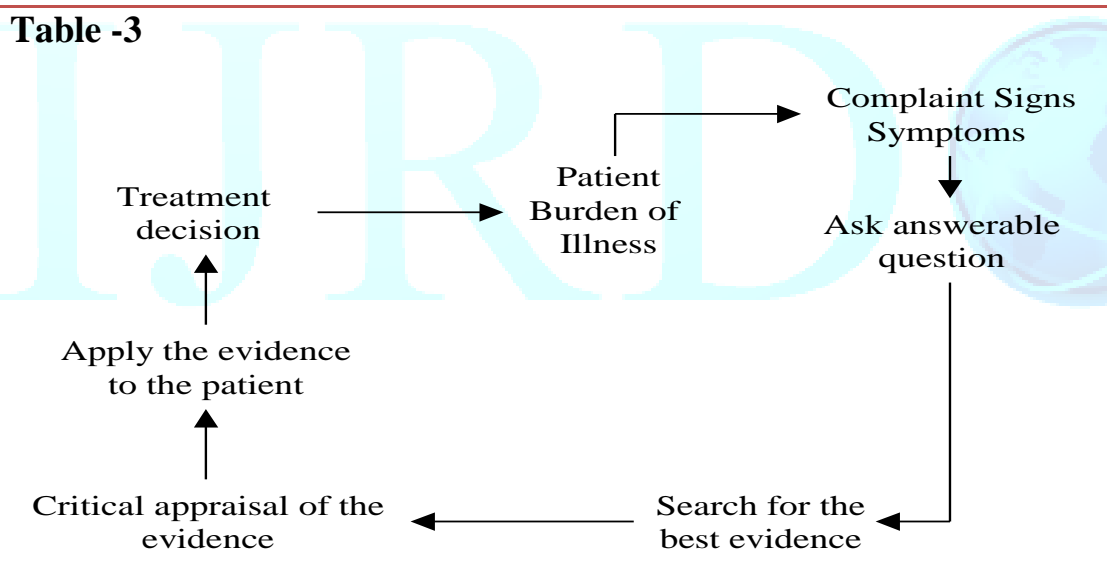 Table -3
IJRDO
Complaint Signs
Symptoms
Patient
Burden of
Illness
Treatment
decision
Ask answerable
question
Apply the evidence
to the patient
Critical appraisal of the
evidence
Search for the
best evidence